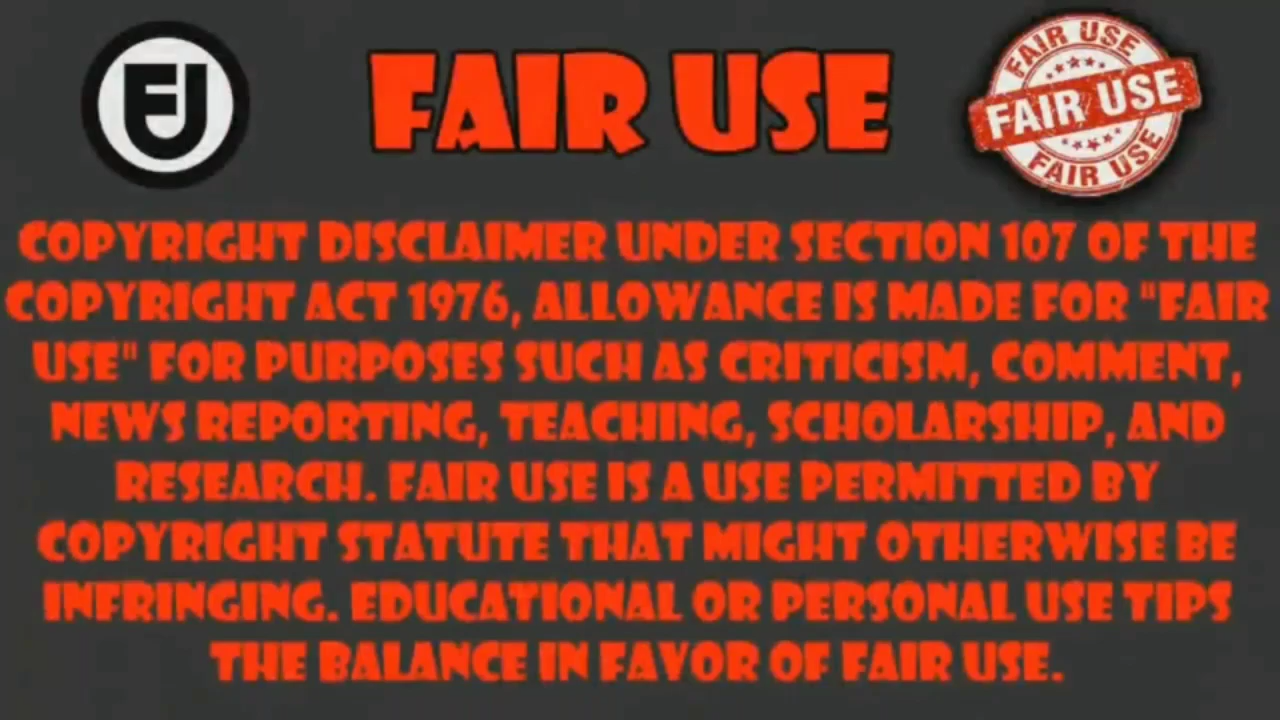 FAIR USE
FAIR USE
FAIR USE
FAIR USE
COPYRIGHT DISCLAIMER UNDER SECTION 107 OF THE
COPYRIGHT ACT 1976, ALLOWANCE IS MADE FOR "FAIR
USE" FOR PURPOSES SUCH AS CRITICISM, COMMENT,
NEWS REPORTING, TEACHING, SCHOLARSHIP, AND
RESEARCH. FAIR USE IS A USE PERMITTED BY
COPYRIGHT STATUTE THAT MIGHT OTHERWISE BE
INFRINGING. EDUCATIONAL OR PERSONAL USE TIPS
THE BALANCE IN FAVOR OF FAIR USE.